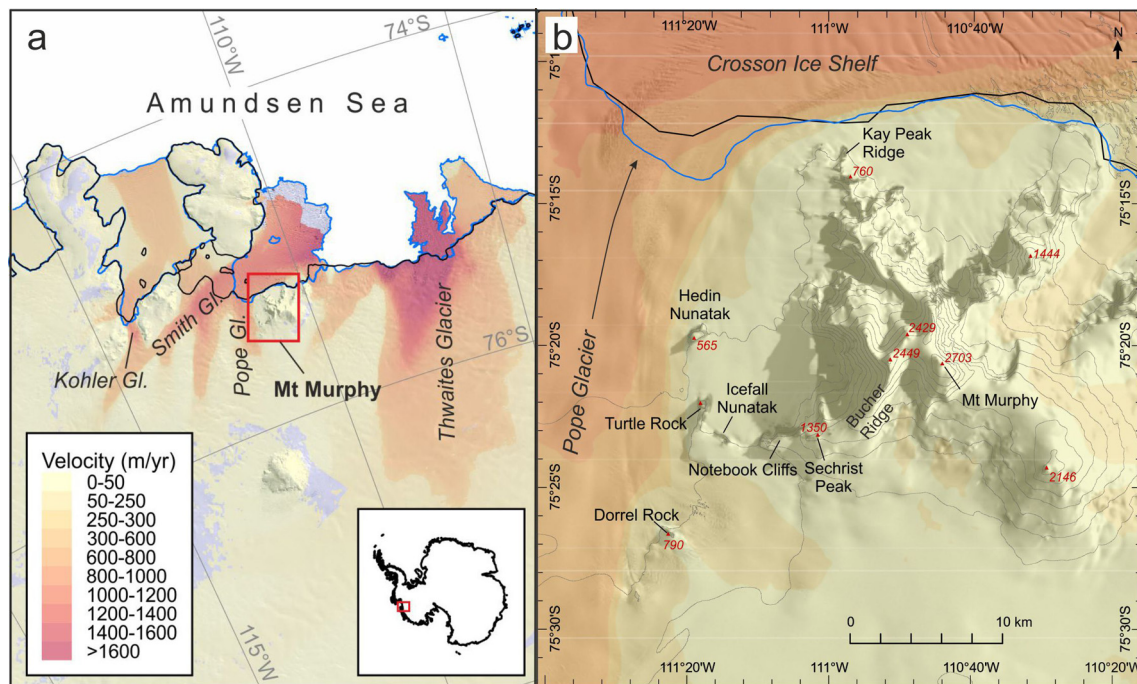 a
110°W
74°S
Amundsen Sea
Kohler Gl.
Smith Gl.
Pope Gl.
Mt Murphy
Thwaites Glacier
76°S
115°W
Velocity (m/yr)
0-50
50-250
250-300
300-600
600-800
800-1000
1000-1200
1200-1400
1400-1600
>1600
b
111°20'W
111°W
110°40'W
N
Crosson Ice Shelf
Kay Peak
Ridge
760
1444
Hedin
Nunatak
565
2429
2449
2703
Mt Murphy
Bucher
Ridge
Icefall
Nunatak
Turtle Rock
1350
Notebook Cliffs
Sechrist
Peak
2146
Dorrel Rock
790
Pope Glacier
0
10 km
75°15'S
75°20'S
75°25'S
75°30'S
75°1
75°15'S
75°20'S
75°25'S
75°30'S
111°20'W
111°W
110°40'W